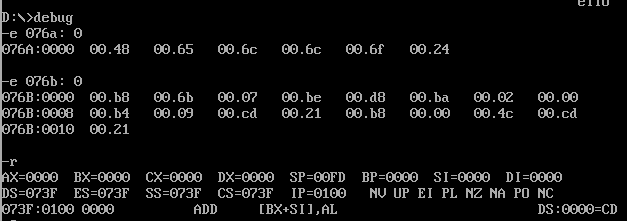 D:\>debug
-e 076a: 0
076A:0000 00.48 00.65 00.6c 00.6c 00.6f 00.24
-e 076b: 0
076B:0000 00.b8 00.6b 00.07 00.be 00.d8 00.ba 00.02 00.00
076B:0008 00.b4 00.09 00.cd 00.21 00.b8 00.00 00.4c 00.cd
076B:0010 00.21
-r
AX=0000 BX=0000 CX=0000 DX=0000 SP=00FD BP=0000 SI=0000 DI=0000
DS=073F ES=073F SS=073F CS=073F IP=0100 NV UP EI PL NZ NA PO NC
073F:0100 0000 ADD [BX+SI],AL DS:0000=CD